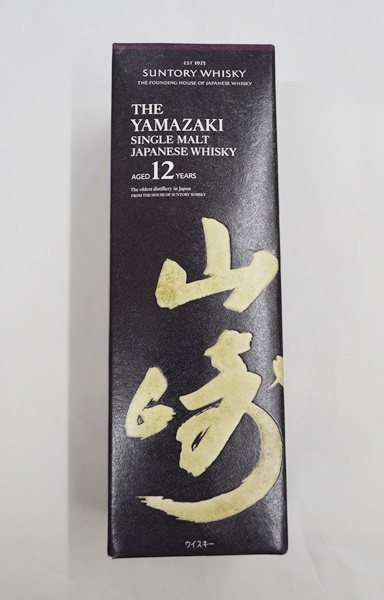 EST 1923
SUNTORY WHISKY
THE FOUNDING HOUSE OF JAPANESE WHISKY
THE
YAMAZAKI
SINGLE MALT
JAPANESE WHISKY
AGED 12 YEARS
The oldest distillery in Japan
FROM THE HOUSE OF SUNTORY WHISKY
山崎
ウイスキー